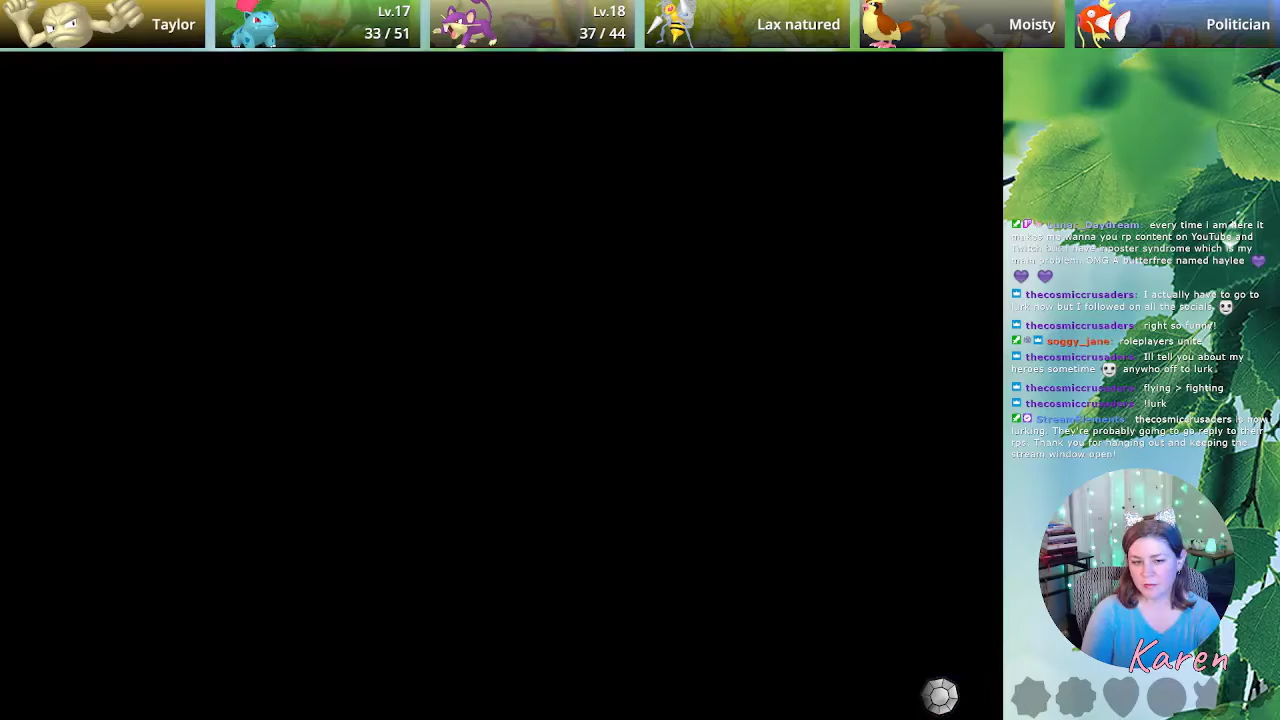 Taylor
Lv.17
33 / 51
Lv.18
37 / 44
Lax natured
Moisty
Politician
Lunar_Daydream: every time I am here it
makes me wanna you rp content on YouTube and
Twitch but I have imposter syndrome which is my
main problem. OMG A butterfree named haylee
thecosmiccrusaders: I actually have to go to
lurk now but I followed on all the socials
thecosmiccrusaders: right so funny!
soggy_jane: roleplayers unite
thecosmiccrusaders: Ill tell you about my
heroes sometime anywho off to lurk
thecosmiccrusaders: flying > fighting
thecosmiccrusaders: !lurk
StreamElements: thecosmiccrusaders is now
lurking. They're probably going to go reply to their
rps. Thank you for hanging out and keeping the
stream window open!
Karen